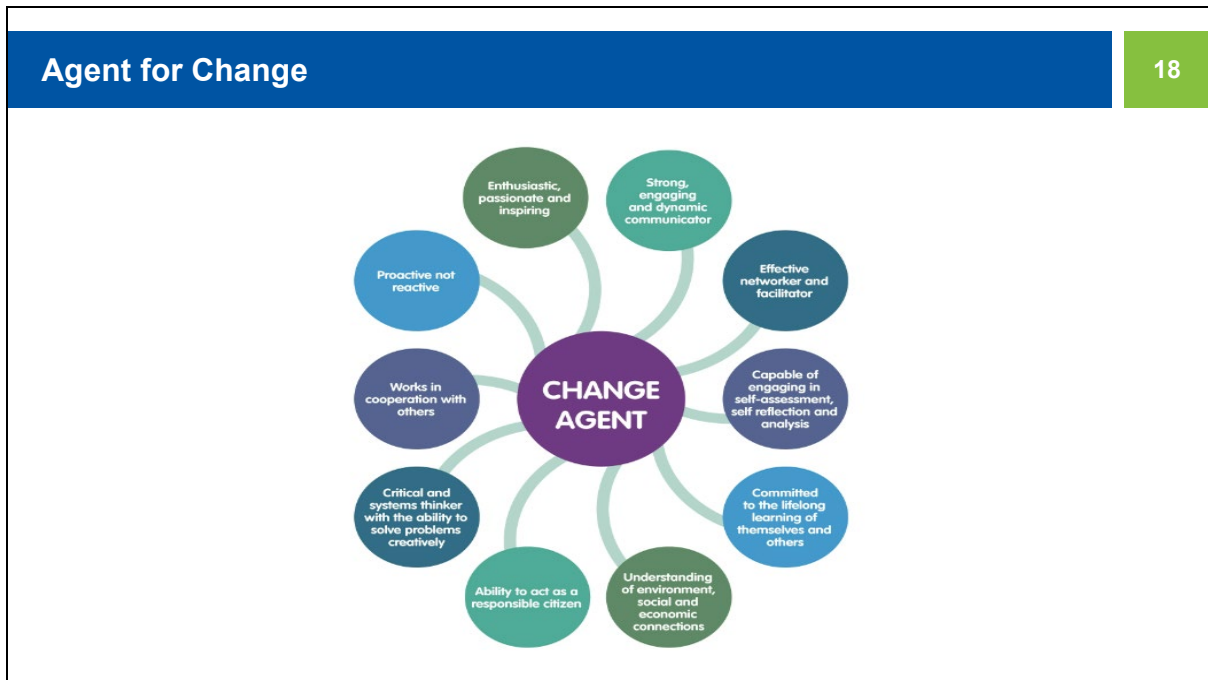 Agent for Change
18
Enthusiastic,
passionate and
inspiring
Strong,
engaging
and dynamic
communicator
Proactive not
reactive
Effective
networker and
facilitator
CHANGE
AGENT
Works in
cooperation with
others
Capable of
engaging in
self-assessment,
self reflection and
analysis
Critical and
systems thinker
with the ability to
solve problems
creatively
Committed
to the lifelong
learning of
themselves and
others
Ability to act as a
responsible citizen
Understanding
of environment,
social and
economic
connections